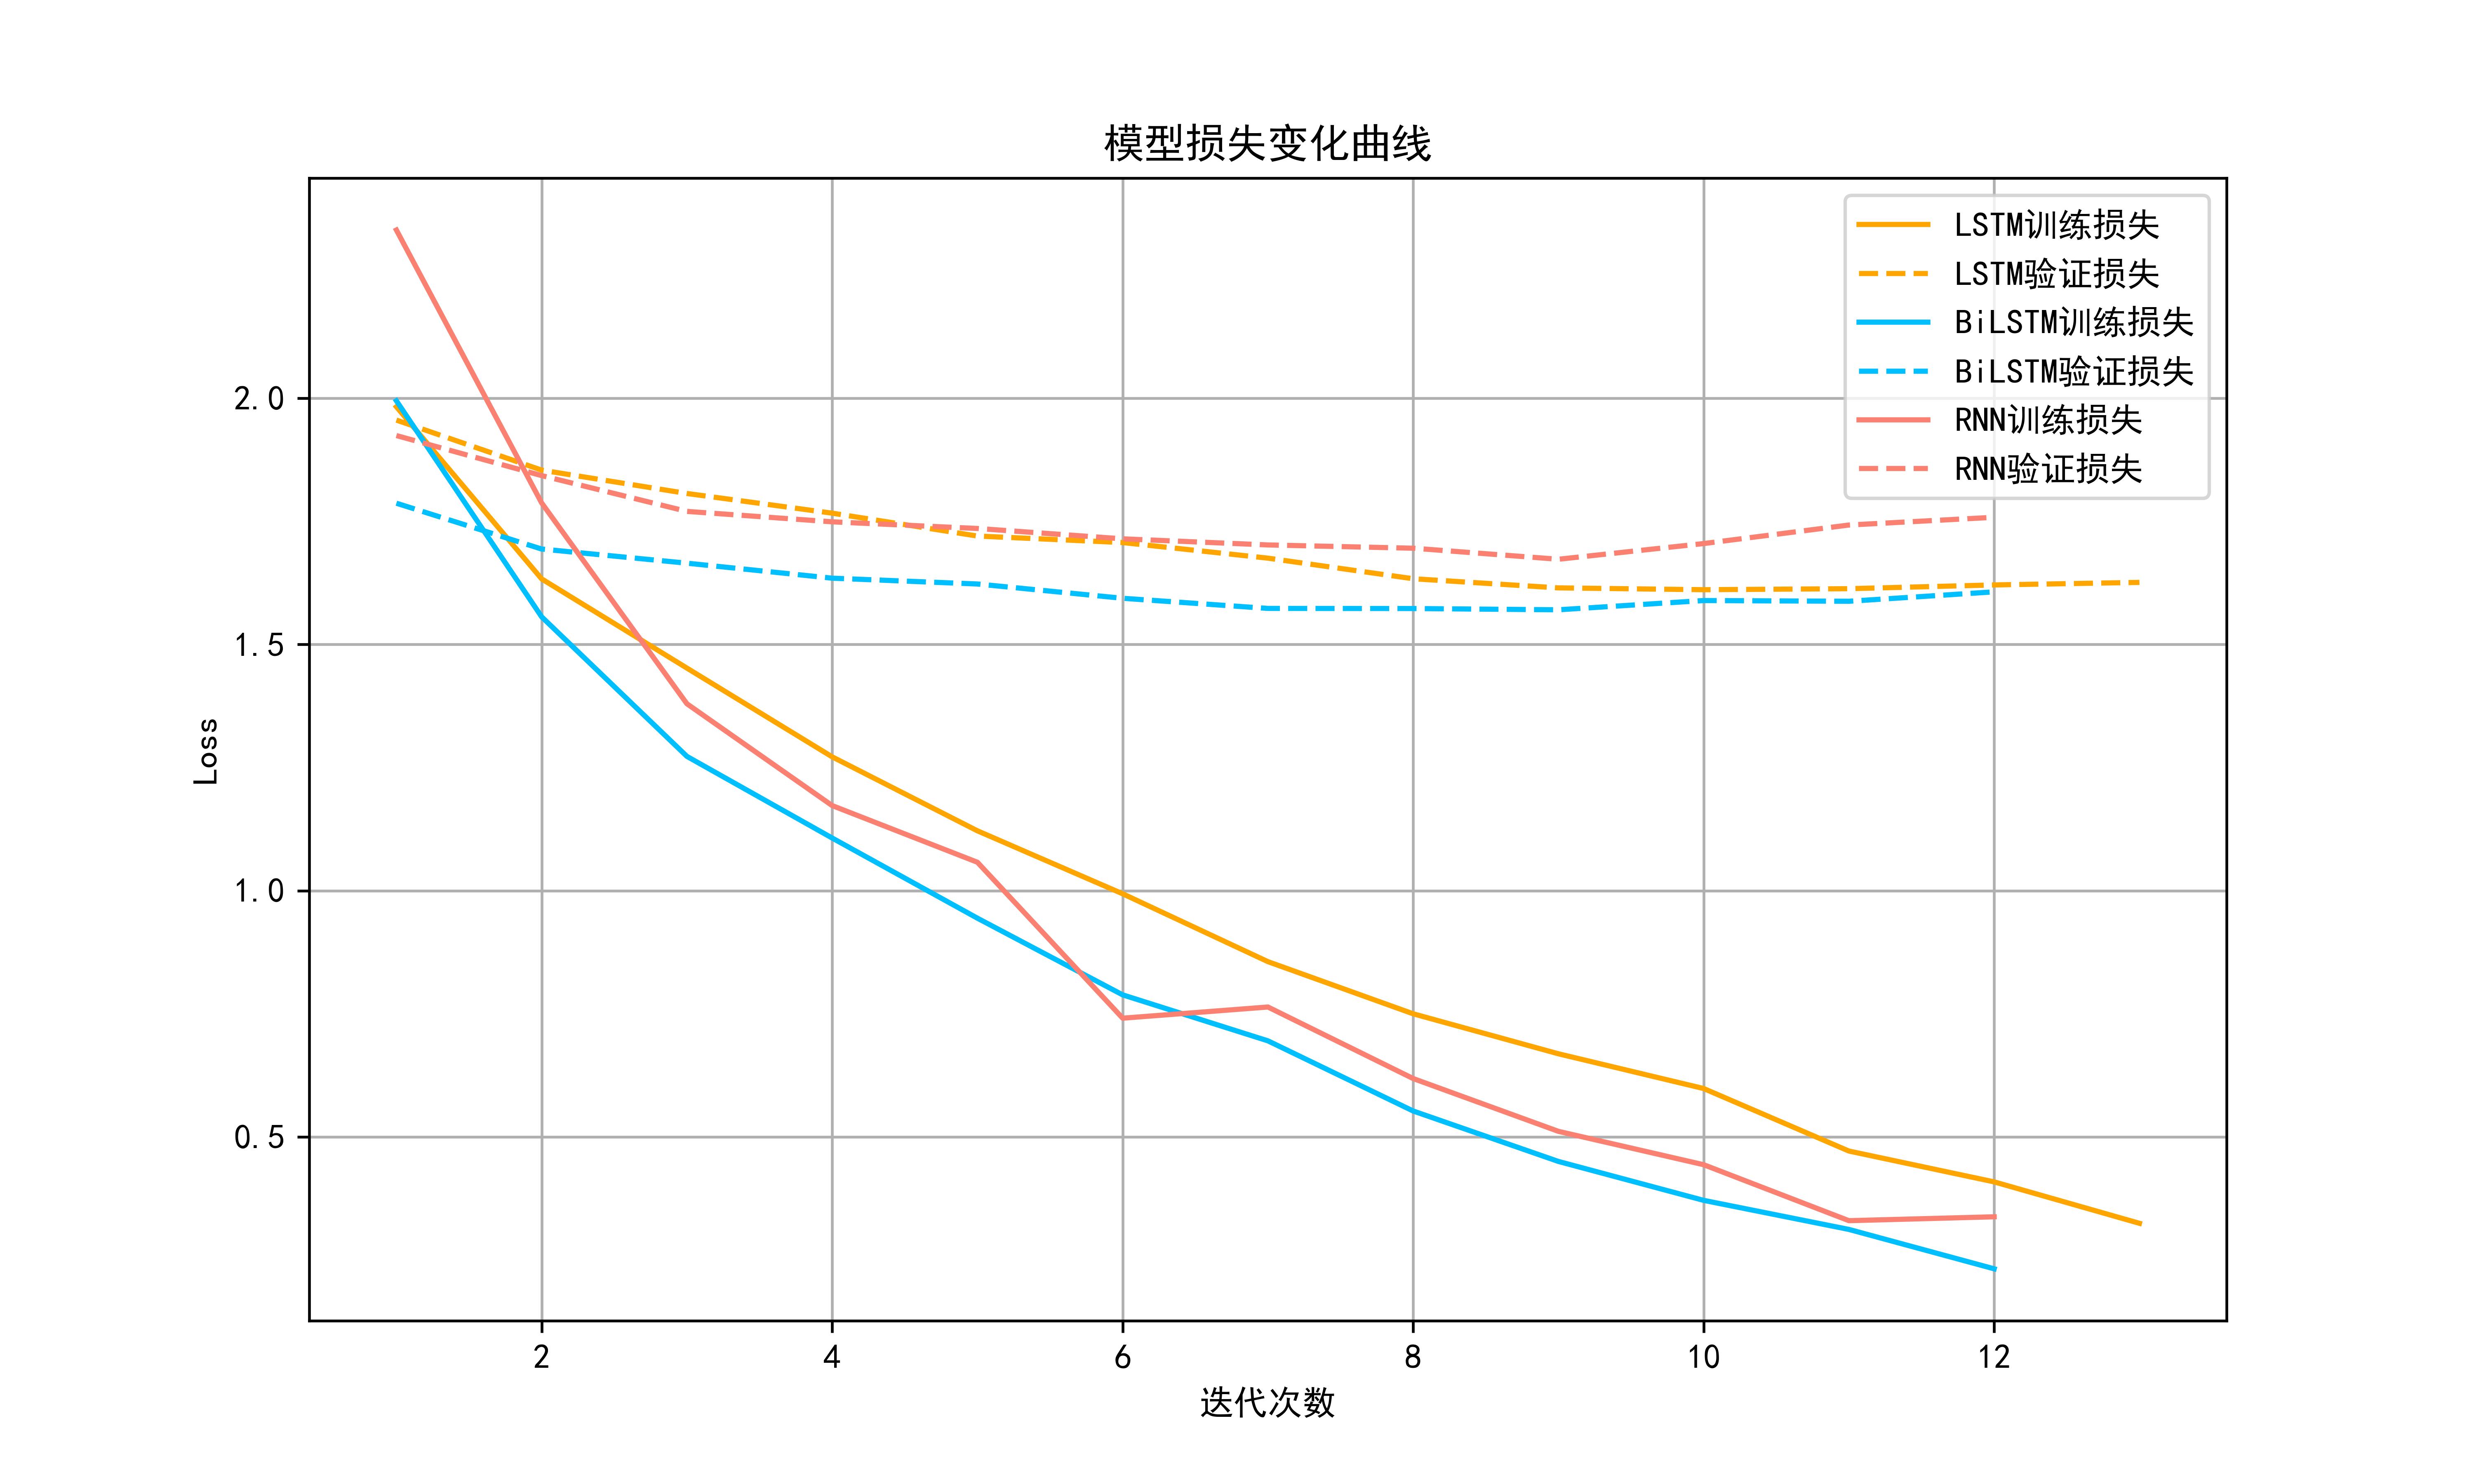 模型损失变化曲线
LSTM训练损失
LSTM验证损失
BiLSTM训练损失
BiLSTM验证损失
RNN训练损失
RNN验证损失
2.0
1.5
1.0
0.5
Loss
2 4 6 8 10 12
迭代次数